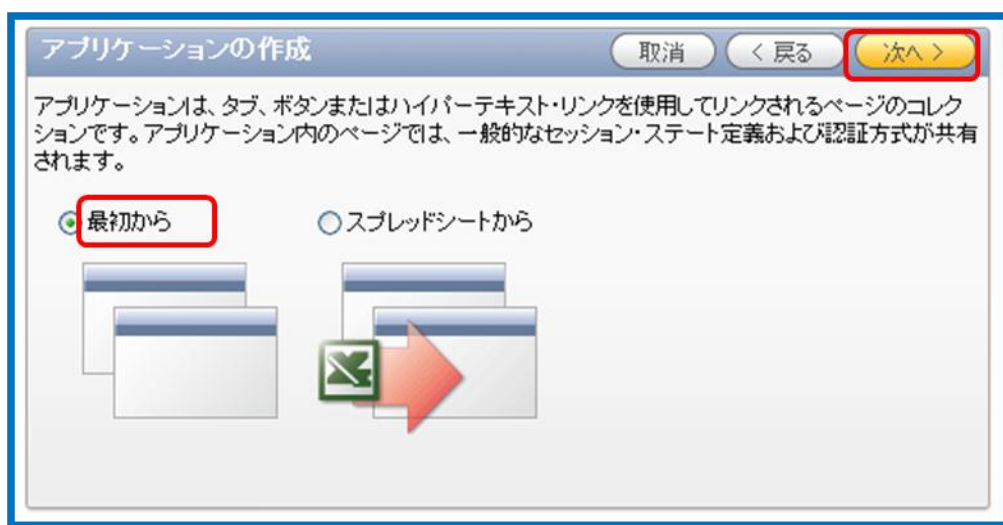 アプリケーションの作成
取消
< 戻る
次へ >
アプリケーションは、タブ、ボタンまたはハイパーテキスト・リンクを使用してリンクされるページのコレク
ションです。アプリケーション内のページでは、一般的なセッション・ステート定義および認証方式が共有
されます。
最初から
スプレッドシートから